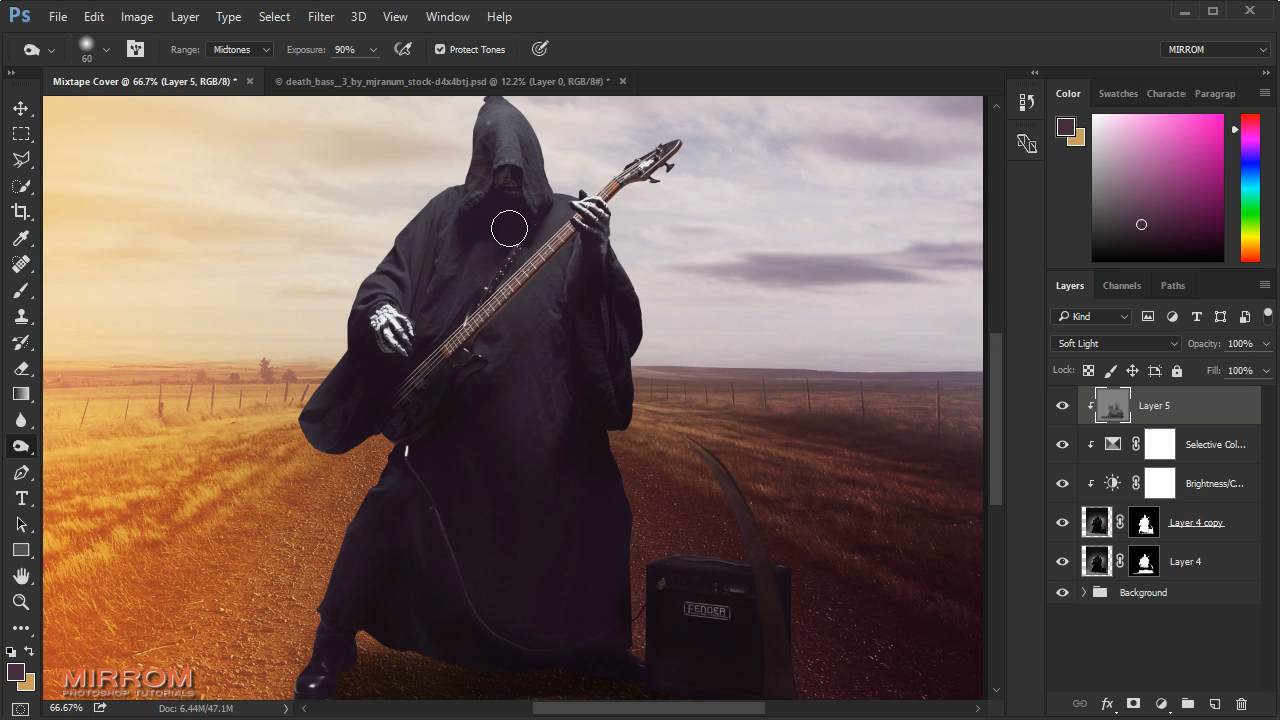 Ps File Edit Image Layer Type Select Filter 3D View Window Help
60 Range: Midtones Exposure: 90% Protect Tones MIRROM
Mixtape Cover @ 66.7% (Layer 5, RGB/8) * × © death_bass__3_by_mjranum_stock-d4x4btj.psd @ 12.2% (Layer 0, RGB/8#) * ×
Color Swatches Characte Paragrap
Layers Channels Paths
Kind
Soft Light Opacity: 100%
Lock: Fill: 100%
Layer 5
Selective Col...
Brightness/C...
Layer 4 copy
Layer 4
Background
FENDER
MIRROM
PHOTOSHOP TUTORIALS
66.67% Doc: 6.44M/47.1M
fx